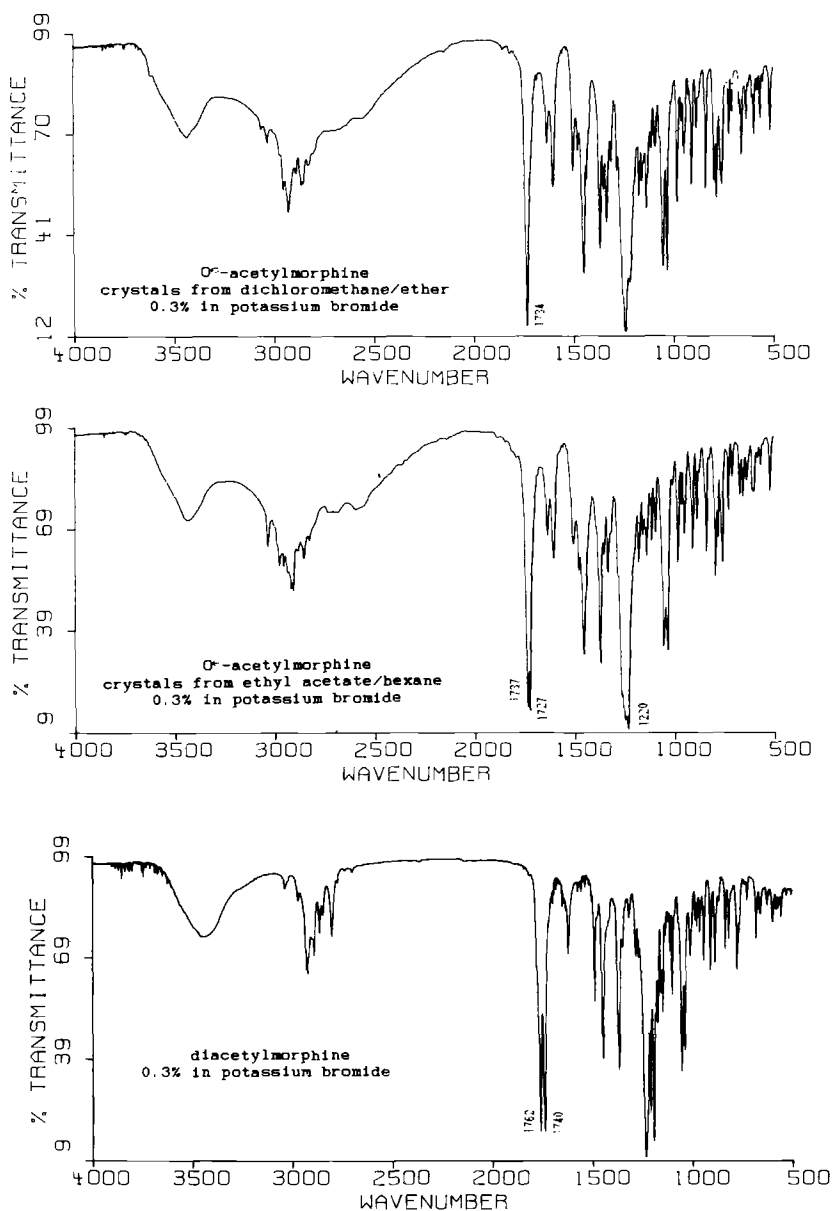 % TRANSMITTANCE
99
70
41
12
-acetylmorphine
crystals from dichloromethane/ether
0.3% in potassium bromide
1734
4000 3500 3000 2500 2000 1500 1000 500
WAVENUMBER
% TRANSMITTANCE
99
69
39
9
-acetylmorphine
crystals from ethyl acetate/hexane
0.3% in potassium bromide
1737
1727
1220
4000 3500 3000 2500 2000 1500 1000 500
WAVENUMBER
% TRANSMITTANCE
99
69
39
9
diacetylmorphine
0.3% in potassium bromide
1762
1740
4000 3500 3000 2500 2000 1500 1000 500
WAVENUMBER